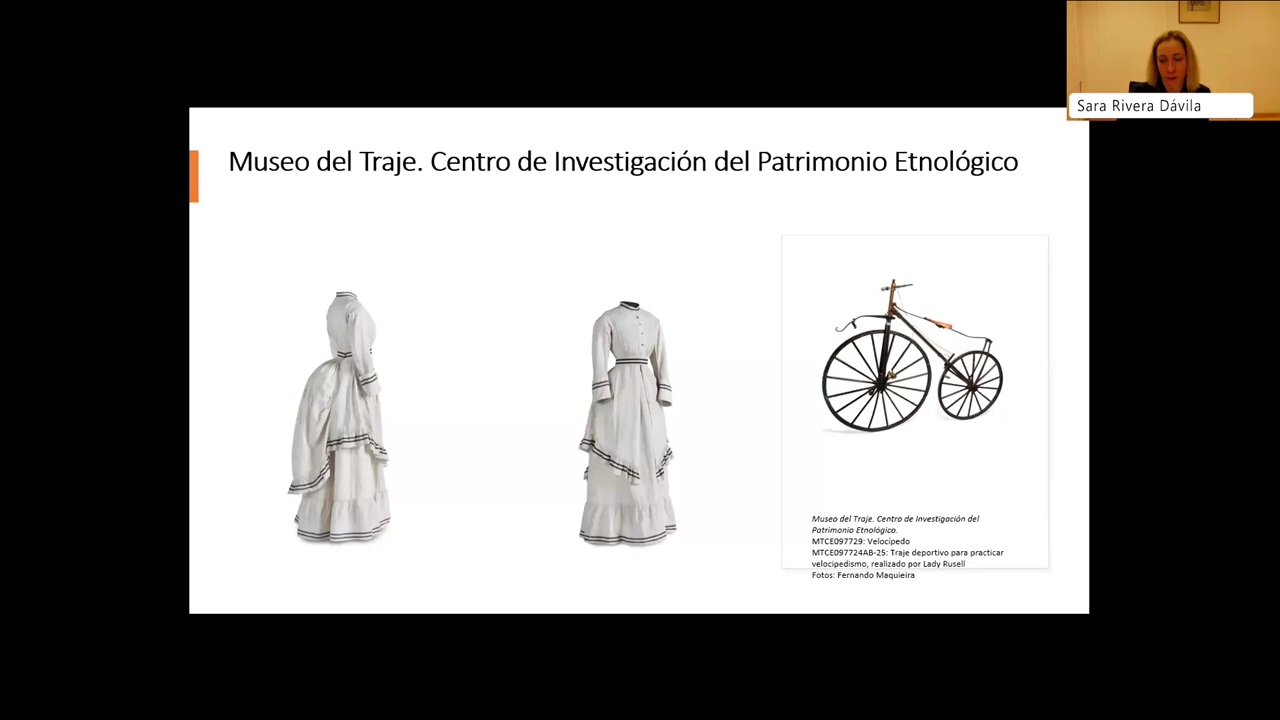 Sara Rivera Dávila
Museo del Traje. Centro de Investigación del Patrimonio Etnológico
Museo del Traje. Centro de Investigación del
Patrimonio Etnológico.
MTCE097729: Velocípedo
MTCE097724AB-25: Traje deportivo para practicar
velocipedismo, realizado por Lady Rusell
Fotos: Fernando Maquieira